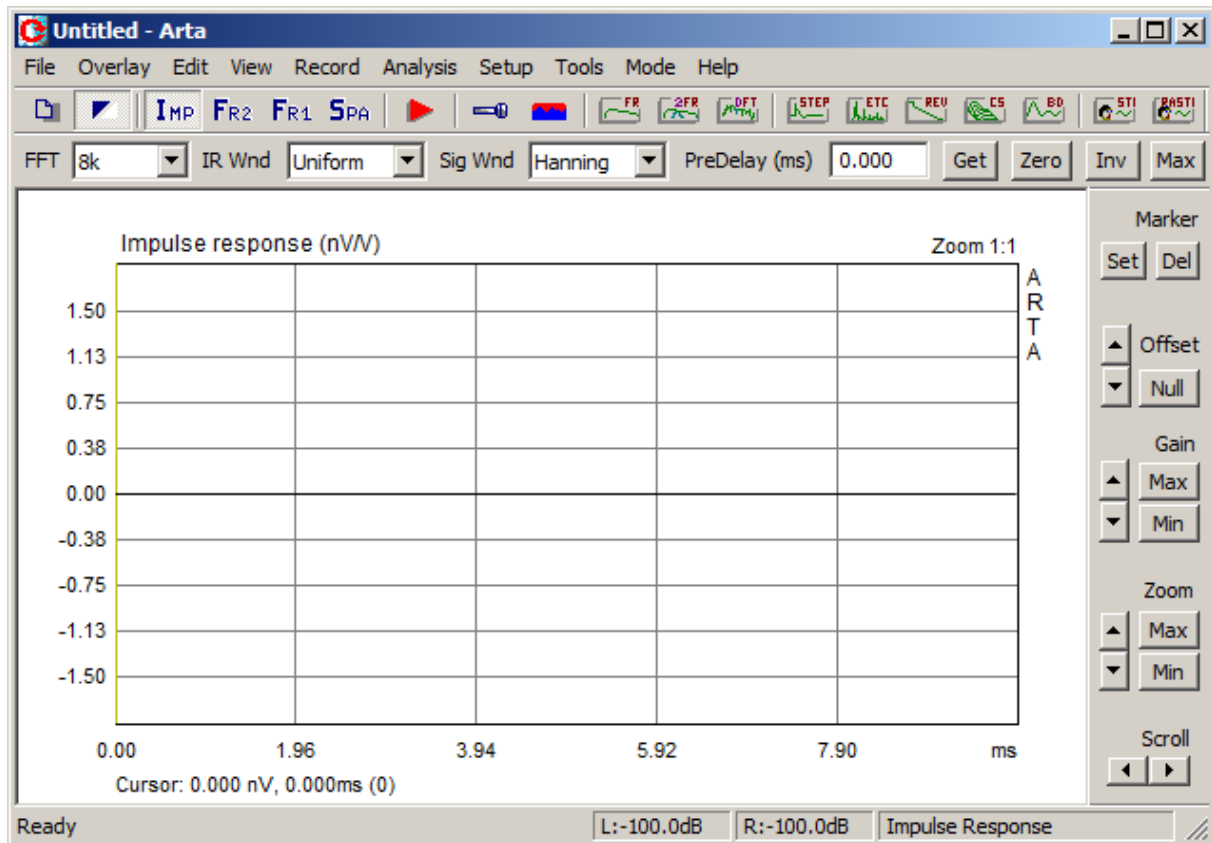 Untitled - Arta
File Overlay Edit View Record Analysis Setup Tools Mode Help
IMP FR2 FR1 SPA FR 2FR DFT STEP ETC REV CS BD STI RASTI
FFT 8k IR Wnd Uniform Sig Wnd Hanning PreDelay (ms) 0.000 Get Zero Inv Max
Impulse response (nV/V) Zoom 1:1
ARTA
1.50
1.13
0.75
0.38
0.00
-0.38
-0.75
-1.13
-1.50
0.00 1.96 3.94 5.92 7.90 ms
Cursor: 0.000 nV, 0.000ms (0)
Marker
Set Del
Offset
Null
Gain
Max
Min
Zoom
Max
Min
Scroll
Ready L:-100.0dB R:-100.0dB Impulse Response